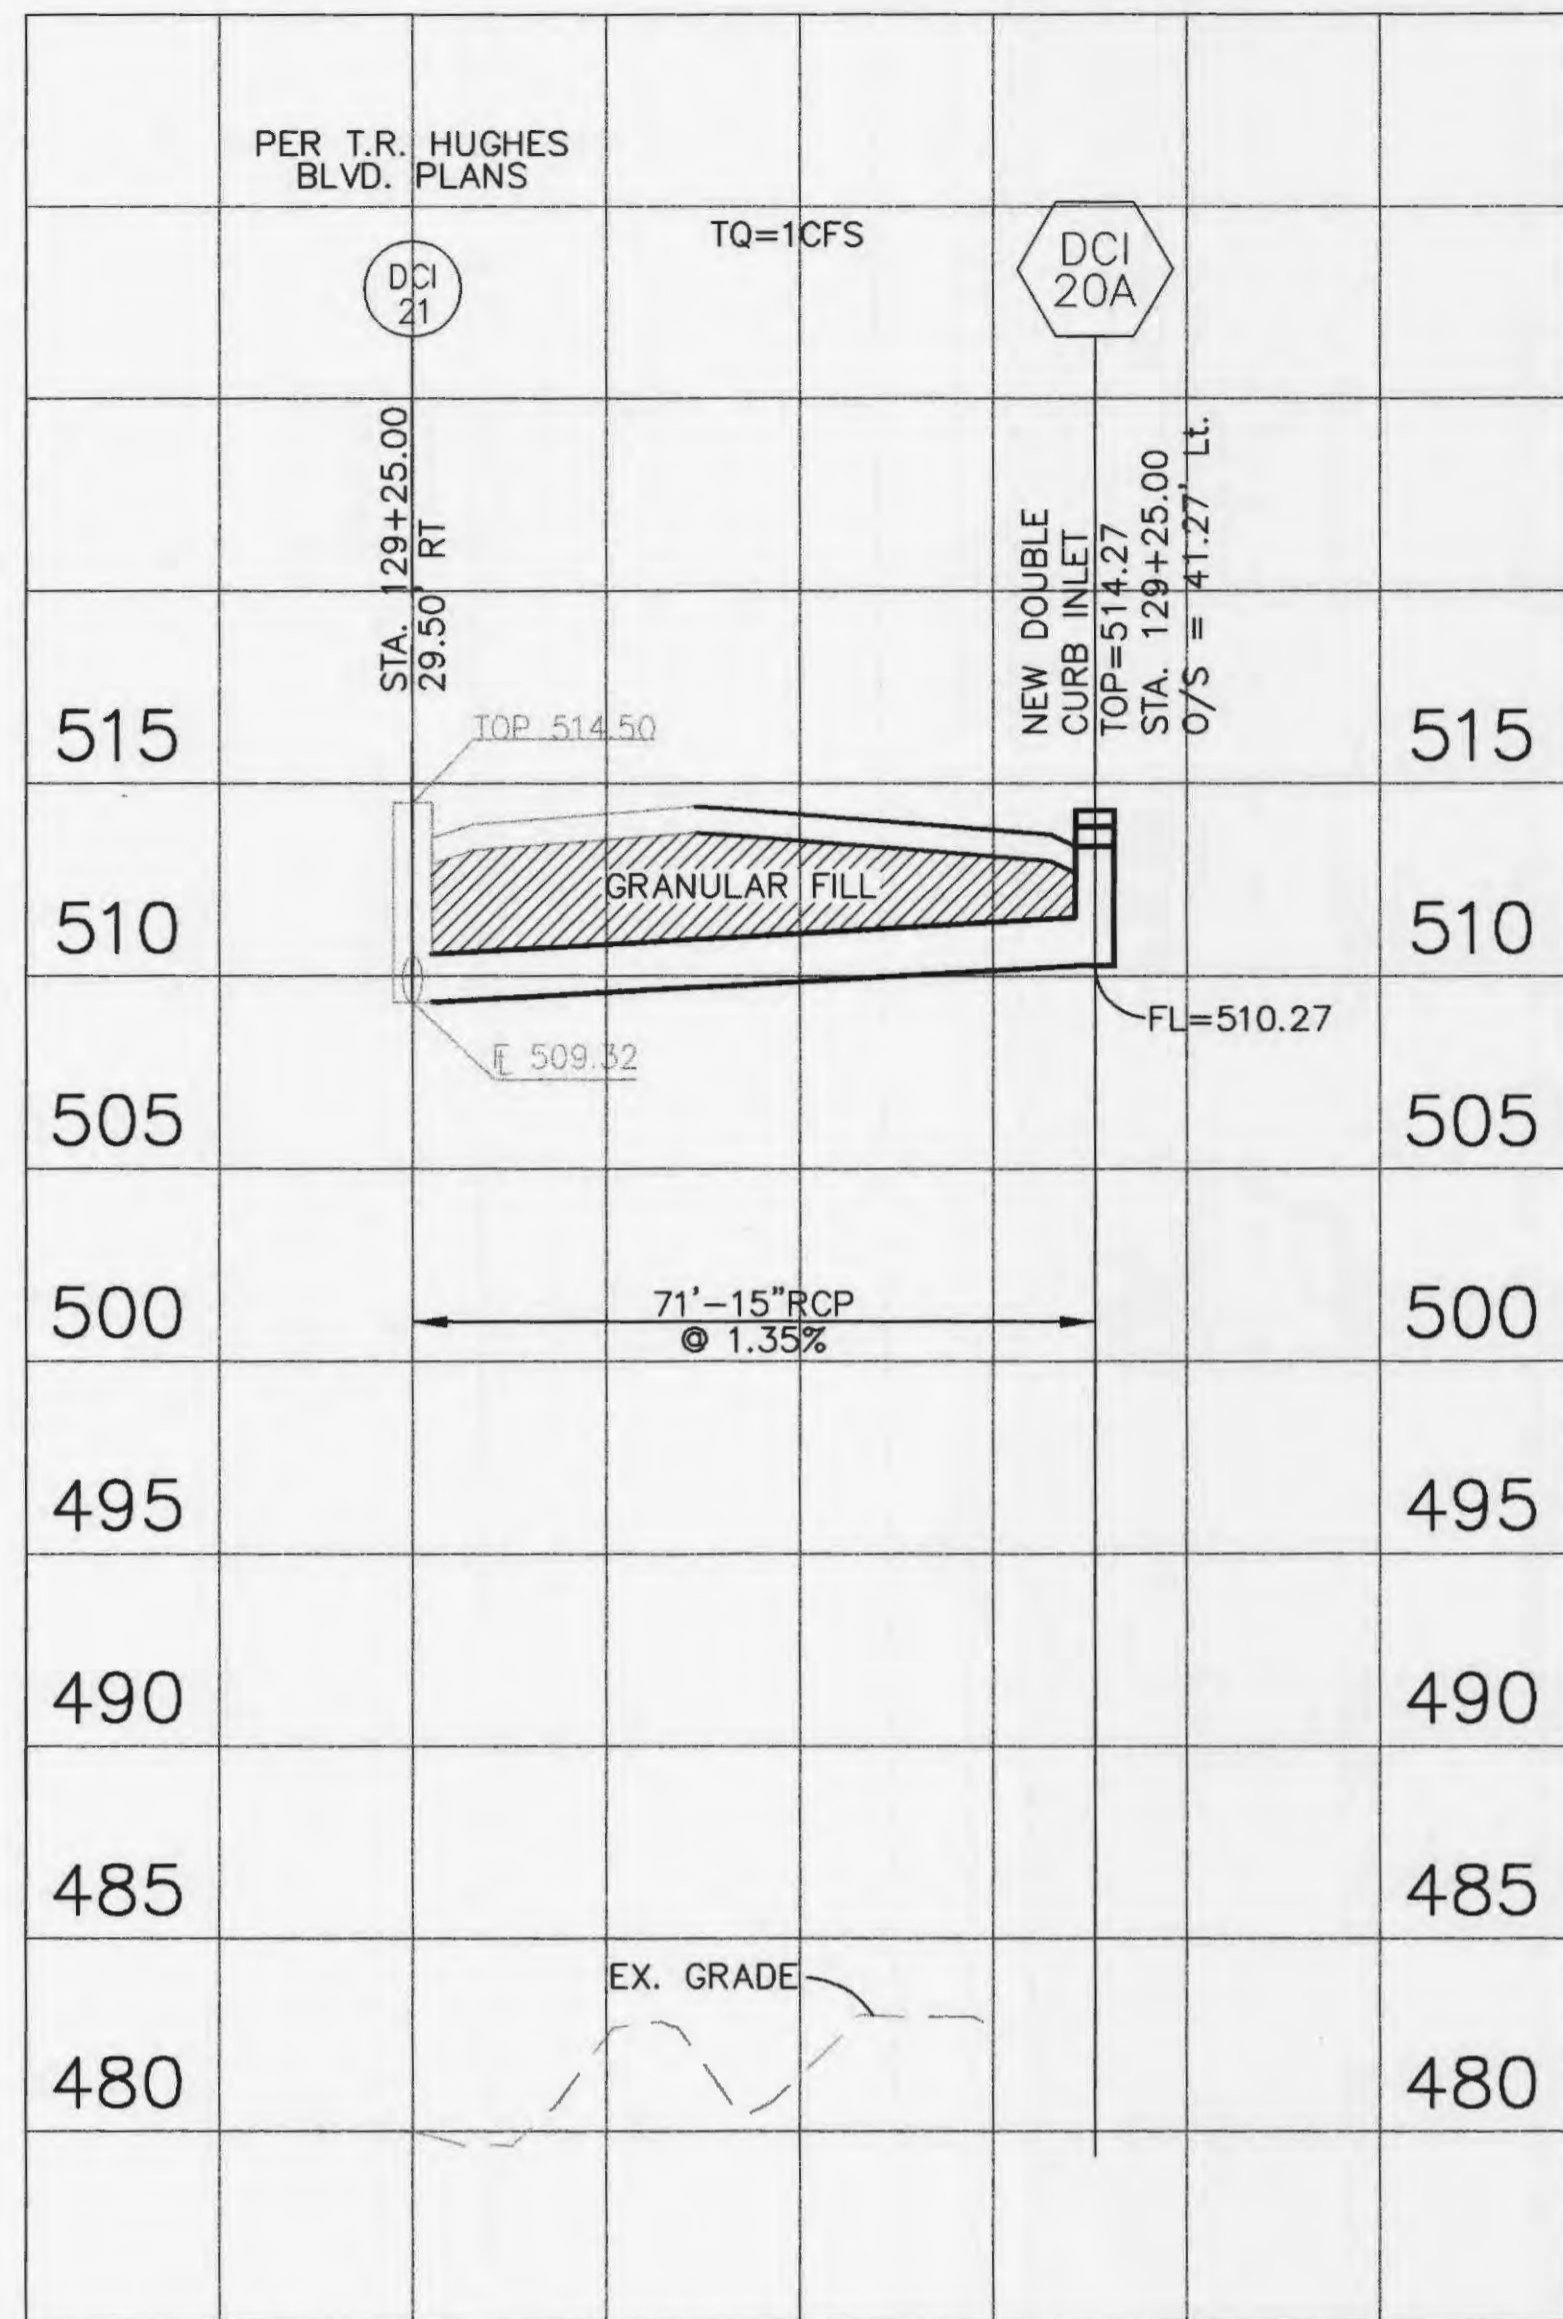 PER T.R. HUGHES
BLVD. PLANS
TQ=1CFS
DCI
21
DCI
20A
STA. 129+25.00
29.50' RT
NEW DOUBLE
CURB INLET
TOP=514.27
STA. 129+25.00
O/S = 41.27' Lt.
TOP 514.50
515
515
GRANULAR FILL
510
510
FL=510.27
FL 509.32
505
505
71'-15"RCP
@ 1.35%
500
500
495
495
490
490
485
485
EX. GRADE
480
480